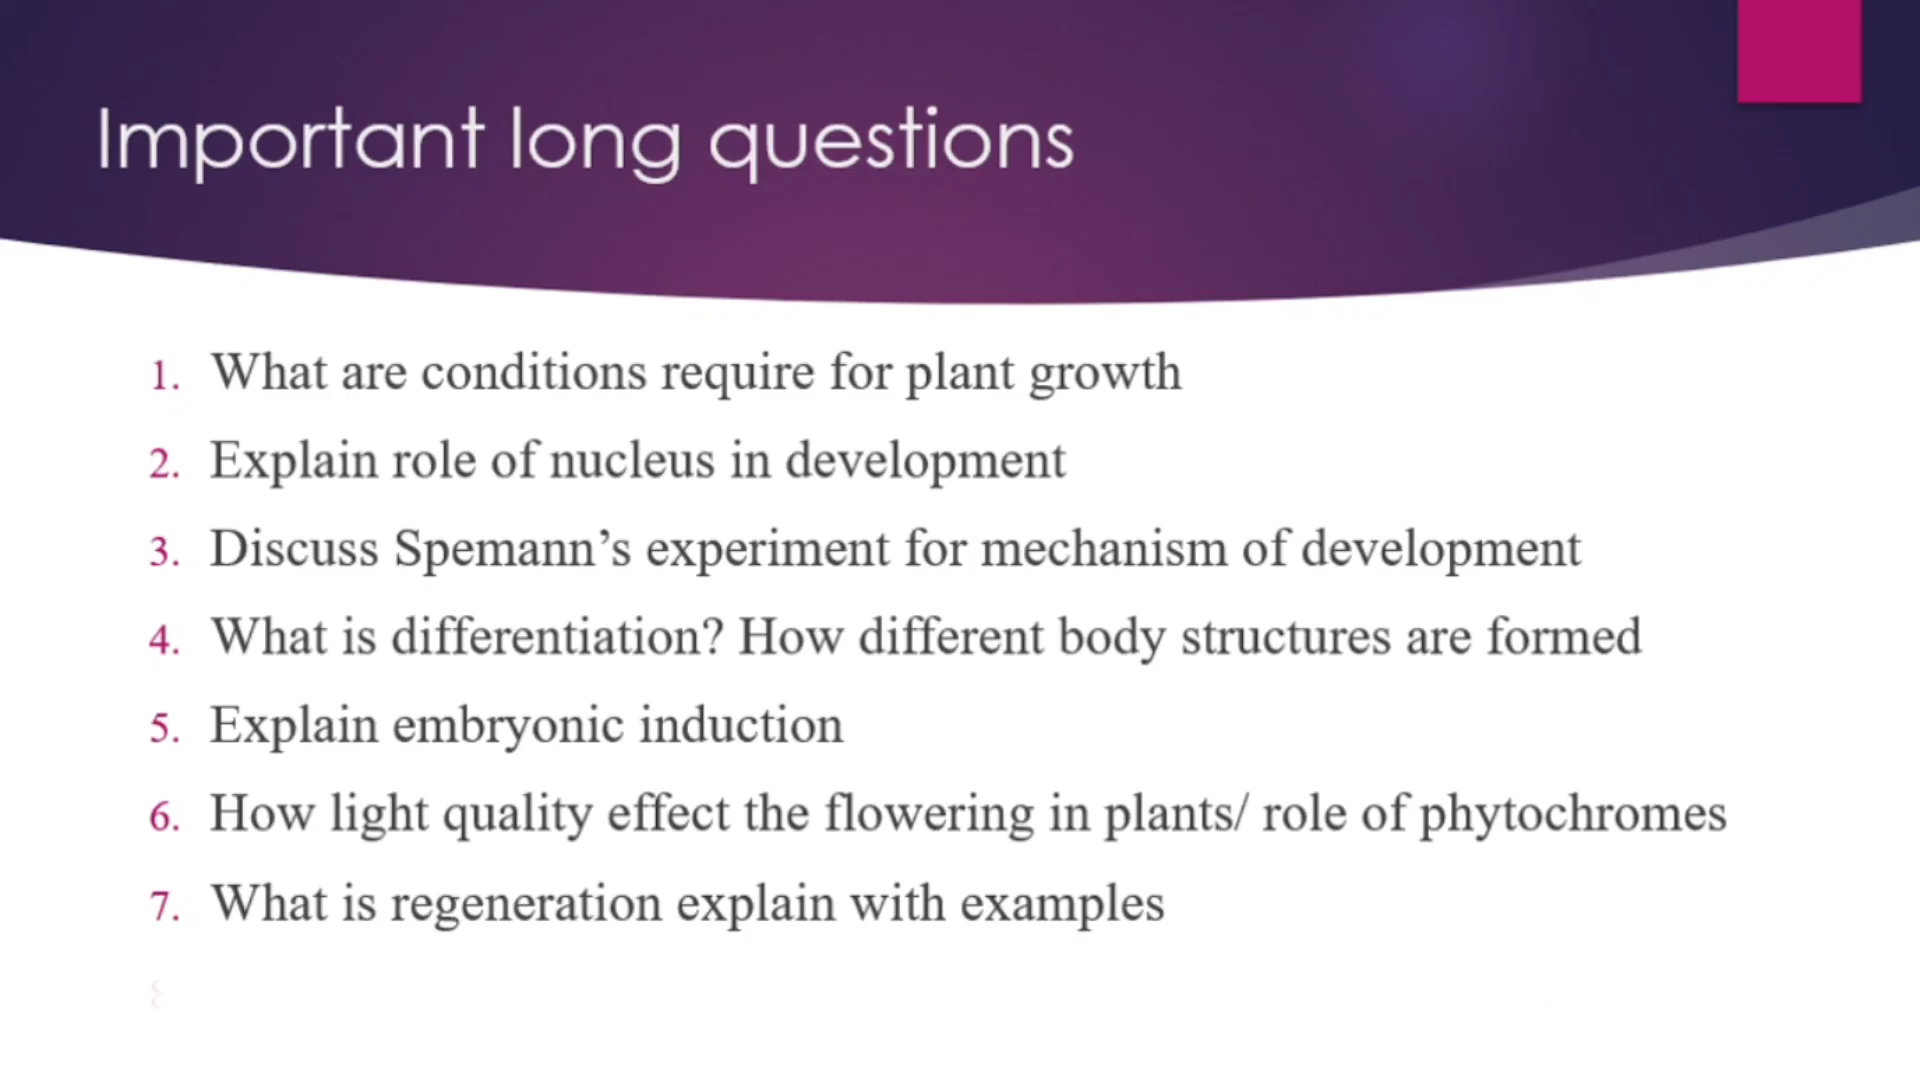 Important long questions
1. What are conditions require for plant growth
2. Explain role of nucleus in development
3. Discuss Spemann’s experiment for mechanism of development
4. What is differentiation? How different body structures are formed
5. Explain embryonic induction
6. How light quality effect the flowering in plants/ role of phytochromes
7. What is regeneration explain with examples